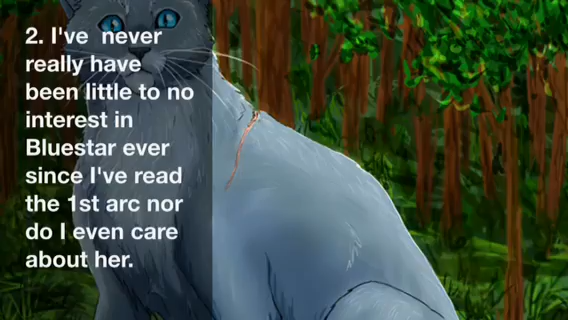 2. I've  never
really have
been little to no
interest in
Bluestar ever
since I've read
the 1st arc nor
do I even care
about her.